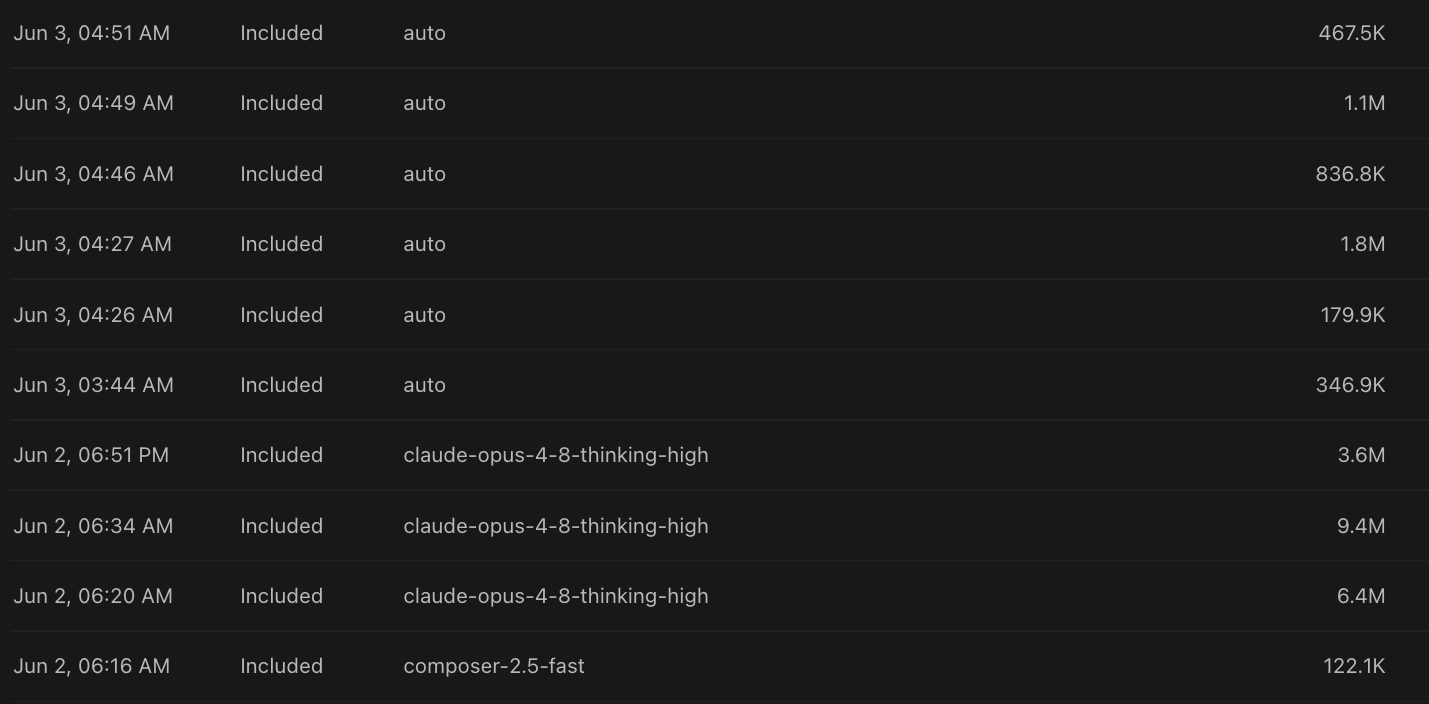 Jun 3, 04:51 AM Included auto 467.5K
Jun 3, 04:49 AM Included auto 1.1M
Jun 3, 04:46 AM Included auto 836.8K
Jun 3, 04:27 AM Included auto 1.8M
Jun 3, 04:26 AM Included auto 179.9K
Jun 3, 03:44 AM Included auto 346.9K
Jun 2, 06:51 PM Included claude-opus-4-8-thinking-high 3.6M
Jun 2, 06:34 AM Included claude-opus-4-8-thinking-high 9.4M
Jun 2, 06:20 AM Included claude-opus-4-8-thinking-high 6.4M
Jun 2, 06:16 AM Included composer-2.5-fast 122.1K